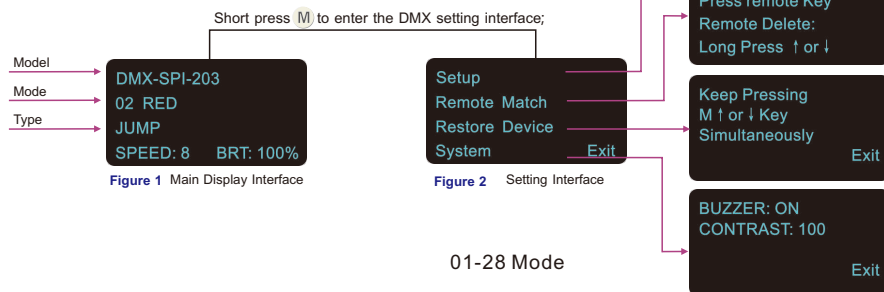 Press remote Key
Remote Delete:
Long Press ↑ or ↓
Short press M to enter the DMX setting interface;
Model
Mode
Type
DMX-SPI-203
02 RED
JUMP
SPEED: 8 BRT: 100%
Figure 1 Main Display Interface
Setup
Remote Match
Restore Device
System Exit
Figure 2 Setting Interface
Keep Pressing
M ↑ or ↓ Key
Simultaneously
Exit
BUZZER: ON
CONTRAST: 100
Exit
01-28 Mode